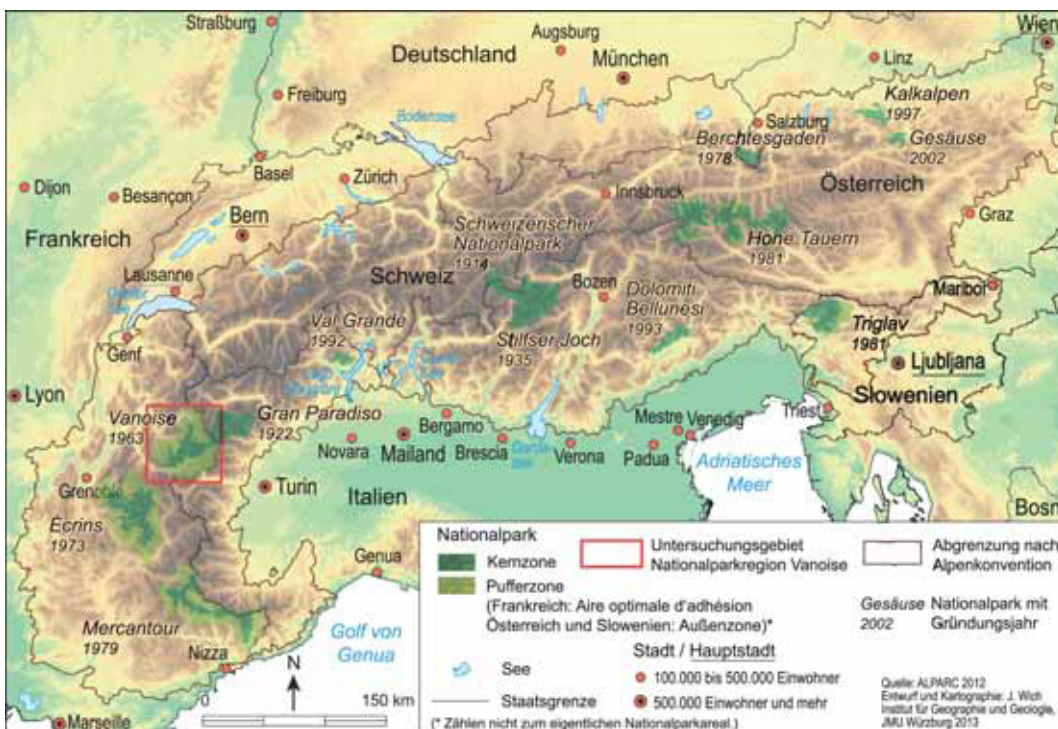 Straßburg
Augsburg
Wien
Deutschland
München
Linz
Freiburg
Kalkalpen
1997
Bodensee
Salzburg
Berchtesgaden
1978
Gesäuse
2002
Basel
Zürich
Dijon
Besançon
Innsbruck
Österreich
Bern
Frankreich
Schweizerischer
Nationalpark
1914
Graz
Hohe Tauern
1981
Lausanne
Schweiz
Bozen
Dolomiti
Bellunesi
1993
Maribor
Val Grande
1992
Genf
Stilfser Joch
1935
Triglav
1981
Ljubljana
Lyon
Slowenien
Vanoise
1963
Gran Paradiso
1922
Bergamo
Mestre
Venedig
Triest
Novara
Mailand
Brescia
Garda-
see
Verona
Padua
Adriatisches
Meer
Grenoble
Turin
Italien
Bosn
Écrins
1973
Genua
Mercantour
1979
Golf von
Genua
Nizza
Marseille
N
150 km
Nationalpark
Kernzone
Pufferzone
(Frankreich: Aire optimale d'adhésion
Österreich und Slowenien: Außenzone)*
Untersuchungsgebiet
Nationalparkregion Vanoise
Abgrenzung nach
Alpenkonvention
Gesäuse
2002
Nationalpark mit
Gründungsjahr
See
Staatsgrenze
Stadt / Hauptstadt
100.000 bis 500.000 Einwohner
500.000 Einwohner und mehr
(* Zählen nicht zum eigentlichen Nationalparkareal.)
Quelle: ALPARC 2012
Entwurf und Kartographie: J. Wich
Institut für Geographie und Geologie,
JMU Würzburg 2013